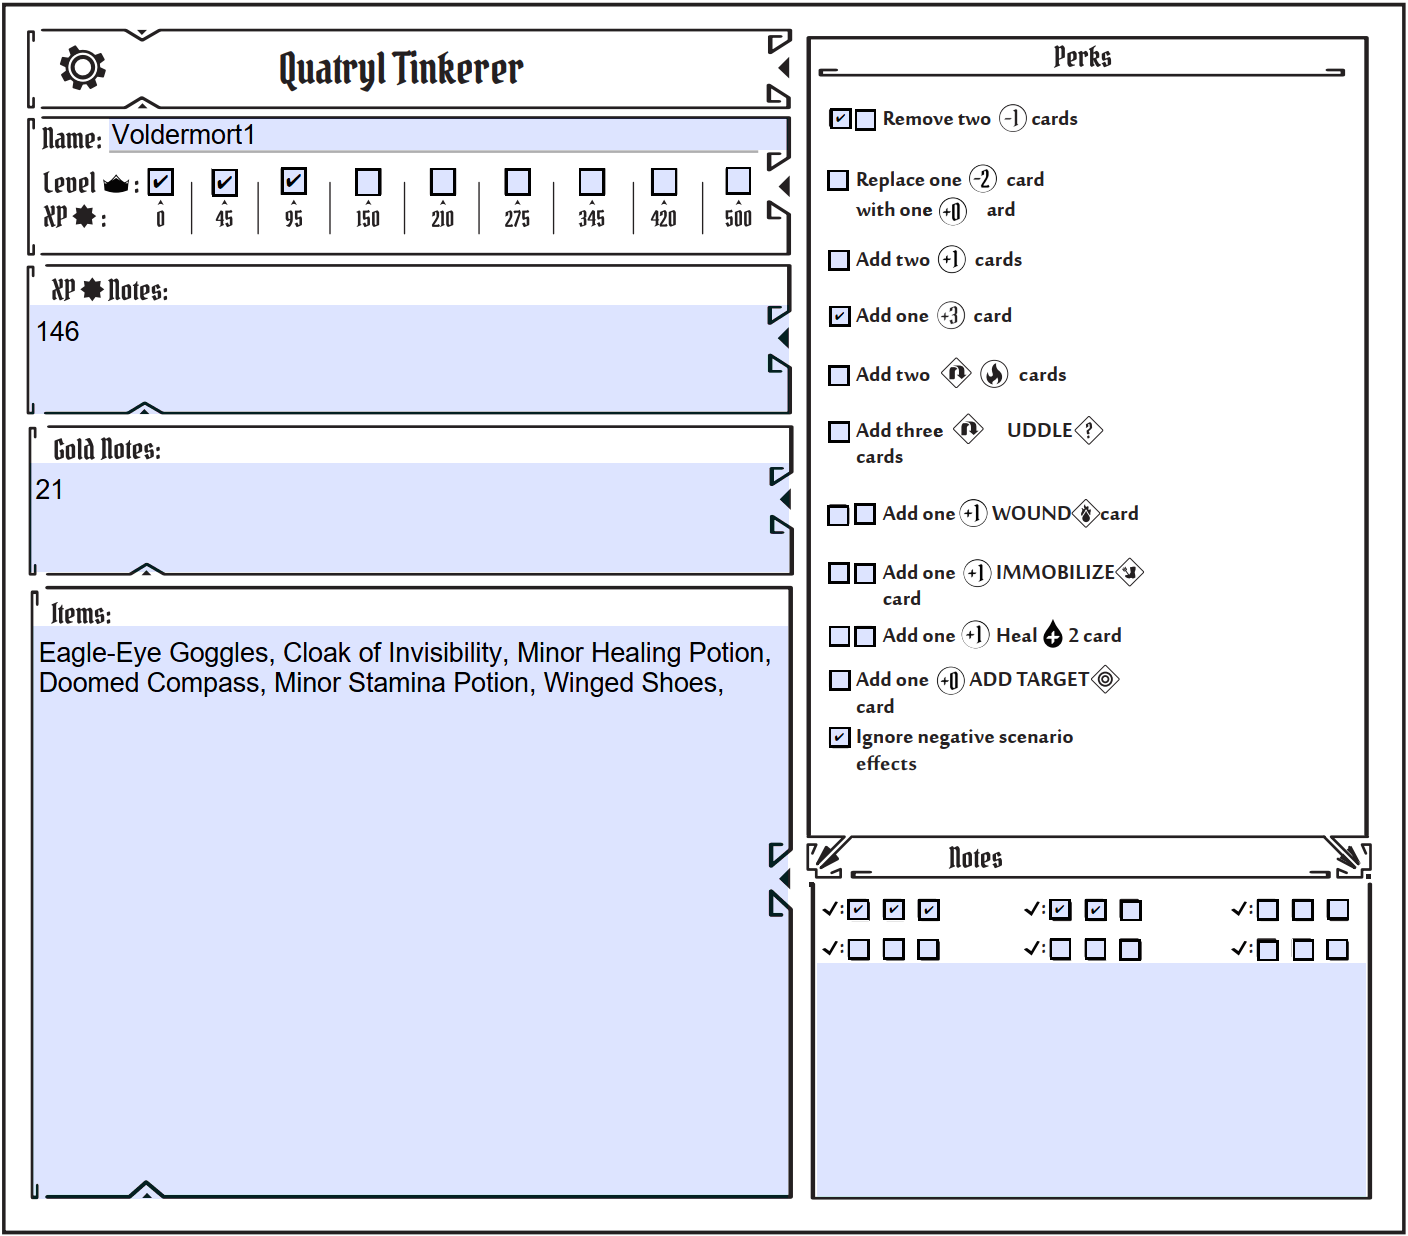 Quatryl Tinkerer
Name: Voldermort1
Level :
XP : 0 45 95 150 210 275 345 420 500
XP Notes:
146
Gold Notes:
21
Items:
Eagle-Eye Goggles, Cloak of Invisibility, Minor Healing Potion,
Doomed Compass, Minor Stamina Potion, Winged Shoes,
Perks
Remove two -1 cards
Replace one -2 card
with one +0 ard
Add two +1 cards
Add one +3 card
Add two cards
Add three UDDLE ?
cards
Add one +1 WOUND card
Add one +1 IMMOBILIZE
card
Add one +1 Heal 2 card
Add one +0 ADD TARGET
card
Ignore negative scenario
effects
Notes